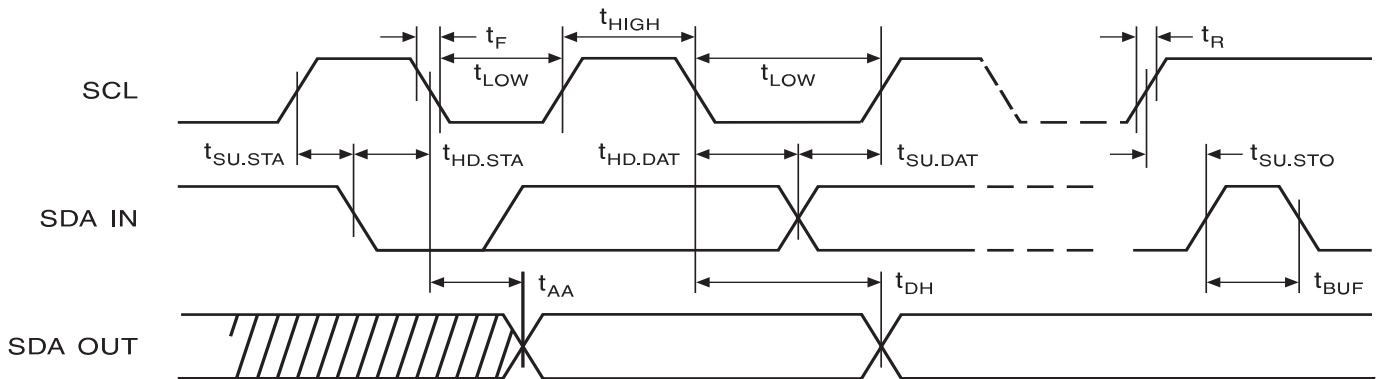 tF
tHIGH
tR
SCL
tLOW
tLOW
tSU.STA
tHD.STA
tHD.DAT
tSU.DAT
tSU.STO
SDA IN
tAA
tDH
tBUF
SDA OUT